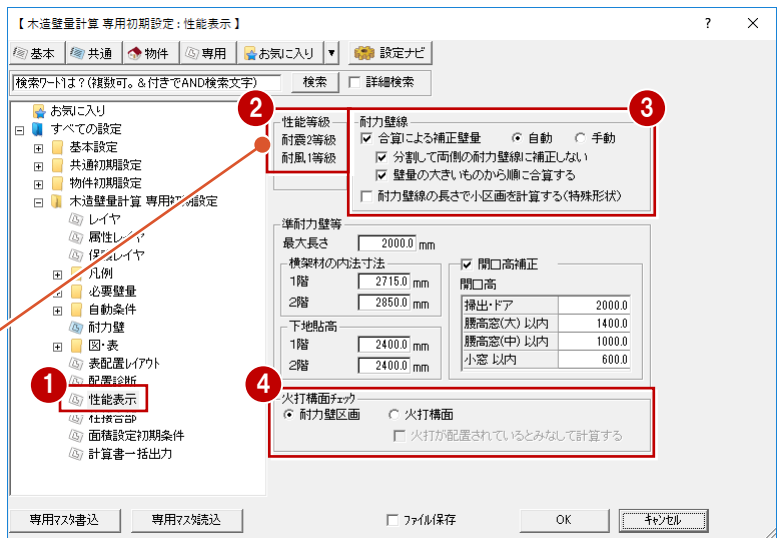 【 木造壁量計算 専用初期設定 : 性能表示 】
?
基本
共通
物件
専用
お気に入り
設定ナビ
検索ワードは?(複数可。&付きでAND検索文字)
検索
詳細検索
お気に入り
すべての設定
基本設定
共通初期設定
物件初期設定
木造壁量計算 専用初期設定
レイヤ
属性レイヤ
保護レイヤ
凡例
必要壁量
自動条件
耐力壁
図・表
表配置レイアウト
配置診断
1
性能表示
柱接合部
面積設定初期条件
計算書一括出力
2
性能等級
耐震2等級
耐風1等級
3
耐力壁線
合算による補正壁量
自動
手動
分割して両側の耐力壁線に補正しない
壁量の大きいものから順に合算する
耐力壁線の長さで小区画を計算する(特殊形状)
準耐力壁等
最大長さ 2000.0 mm
横架材の内法寸法
1階 2715.0 mm
2階 2850.0 mm
下地貼高
1階 2400.0 mm
2階 2400.0 mm
開口高補正
開口高
掃出・ドア 2000.0
腰高窓(大) 以内 1400.0
腰高窓(中) 以内 1000.0
小窓 以内 600.0
4
火打構面チェック
耐力壁区画
火打構面
火打が配置されているとみなして計算する
専用マスタ書込
専用マスタ読込
ファイル保存
OK
キャンセル